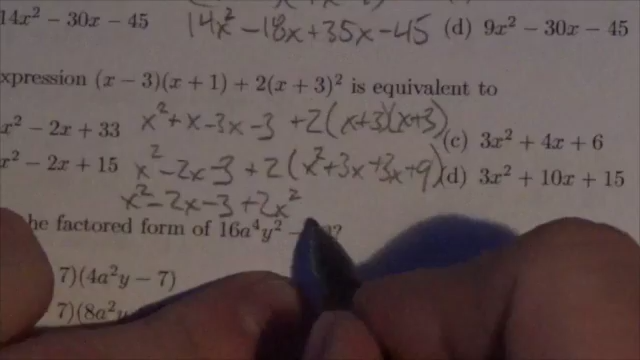 14x² − 30x − 45 14x² − 18x + 35x − 45 (d) 9x² − 30x − 45
xpression (x − 3)(x + 1) + 2(x + 3)² is equivalent to
x² − 2x + 33 x² + x − 3x − 3 + 2(x+3)(x+3) (c) 3x² + 4x + 6
x² − 2x + 15 x² − 2x − 3 + 2(x² + 3x + 3x + 9) (d) 3x² + 10x + 15
x² − 2x − 3 + 2x²
he factored form of 16a⁴y² − ?
7)(4a²y − 7)
7)(8a²y